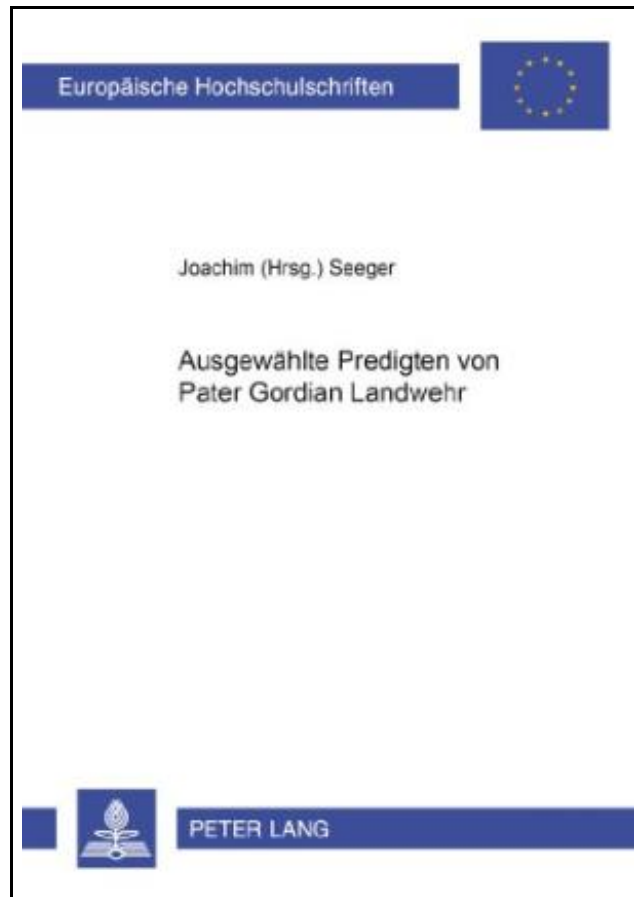 Europäische Hochschulschriften
Joachim (Hrsg.) Seeger
Ausgewählte Predigten von
Pater Gordian Landwehr
PETER LANG